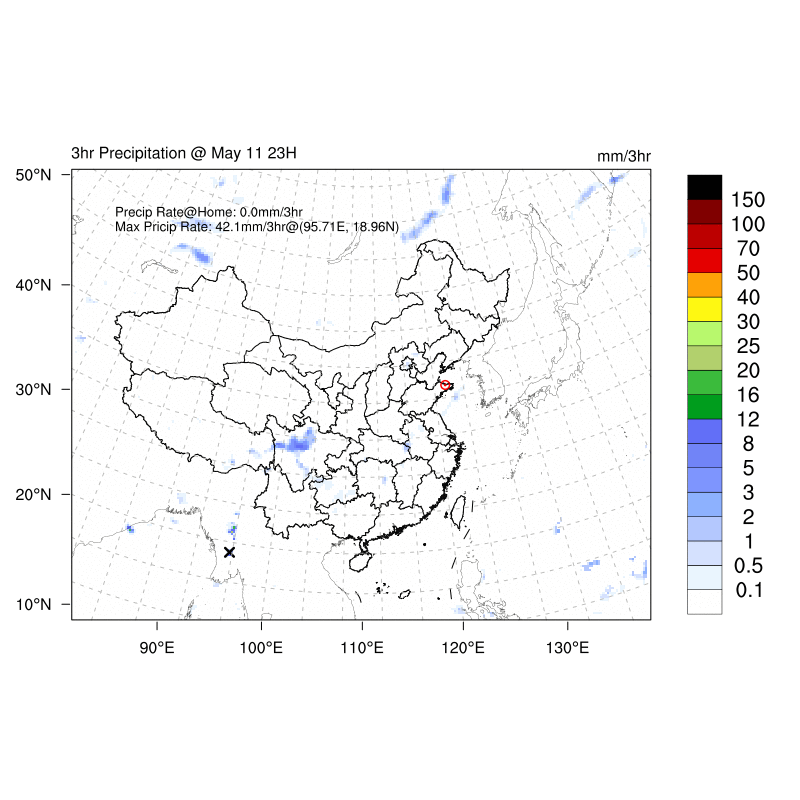 3hr Precipitation @ May 11 23H
mm/3hr
Precip Rate@Home: 0.0mm/3hr
Max Pricip Rate: 42.1mm/3hr@(95.71E, 18.96N)
50°N
40°N
30°N
20°N
10°N
90°E
100°E
110°E
120°E
130°E
150
100
70
50
40
30
25
20
16
12
8
5
3
2
1
0.5
0.1